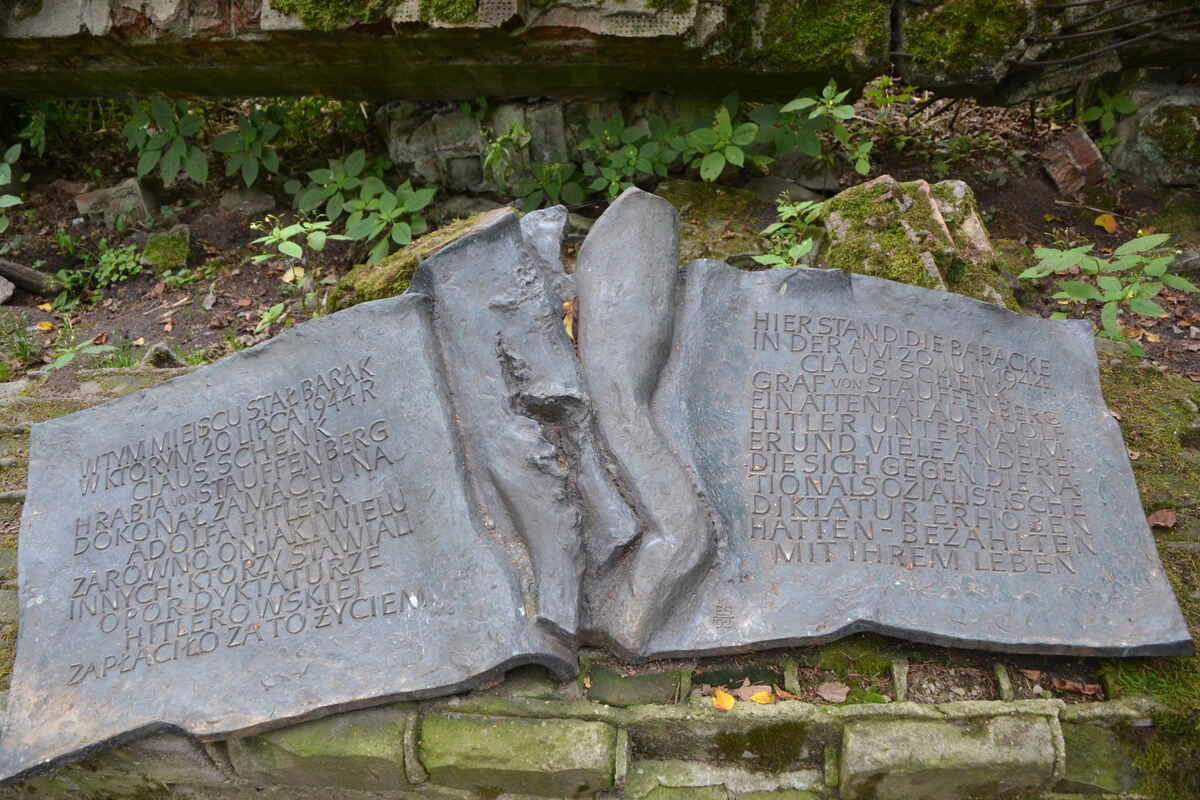 W TYM MIEJSCU STAŁ BARAK
W KTÓRYM 20 LIPCA 1944 R
CLAUS SCHENK
HRABIA VON STAUFFENBERG
DOKONAŁ ZAMACHU NA
ADOLFA HITLERA
ZARÓWNO ON·JAK I WIELU
INNYCH·KTÓRZY STAWIALI
OPÓR DYKTATURZE
HITLEROWSKIEJ
ZAPŁACIŁO ZA TO ŻYCIEM
HIER STAND DIE BARACKE
IN DER AM 20. JULI 1944
CLAUS SCHENK
GRAF VON STAUFFENBERG
EIN ATTENTAT AUF ADOLF
HITLER UNTERNAHM.
ER UND VIELE ANDERE·
DIE SICH GEGEN DIE NA
TIONALSOZIALISTISCHE
DIKTATUR ERHOBEN
HATTEN - BEZAHLTEN
MIT IHREM LEBEN